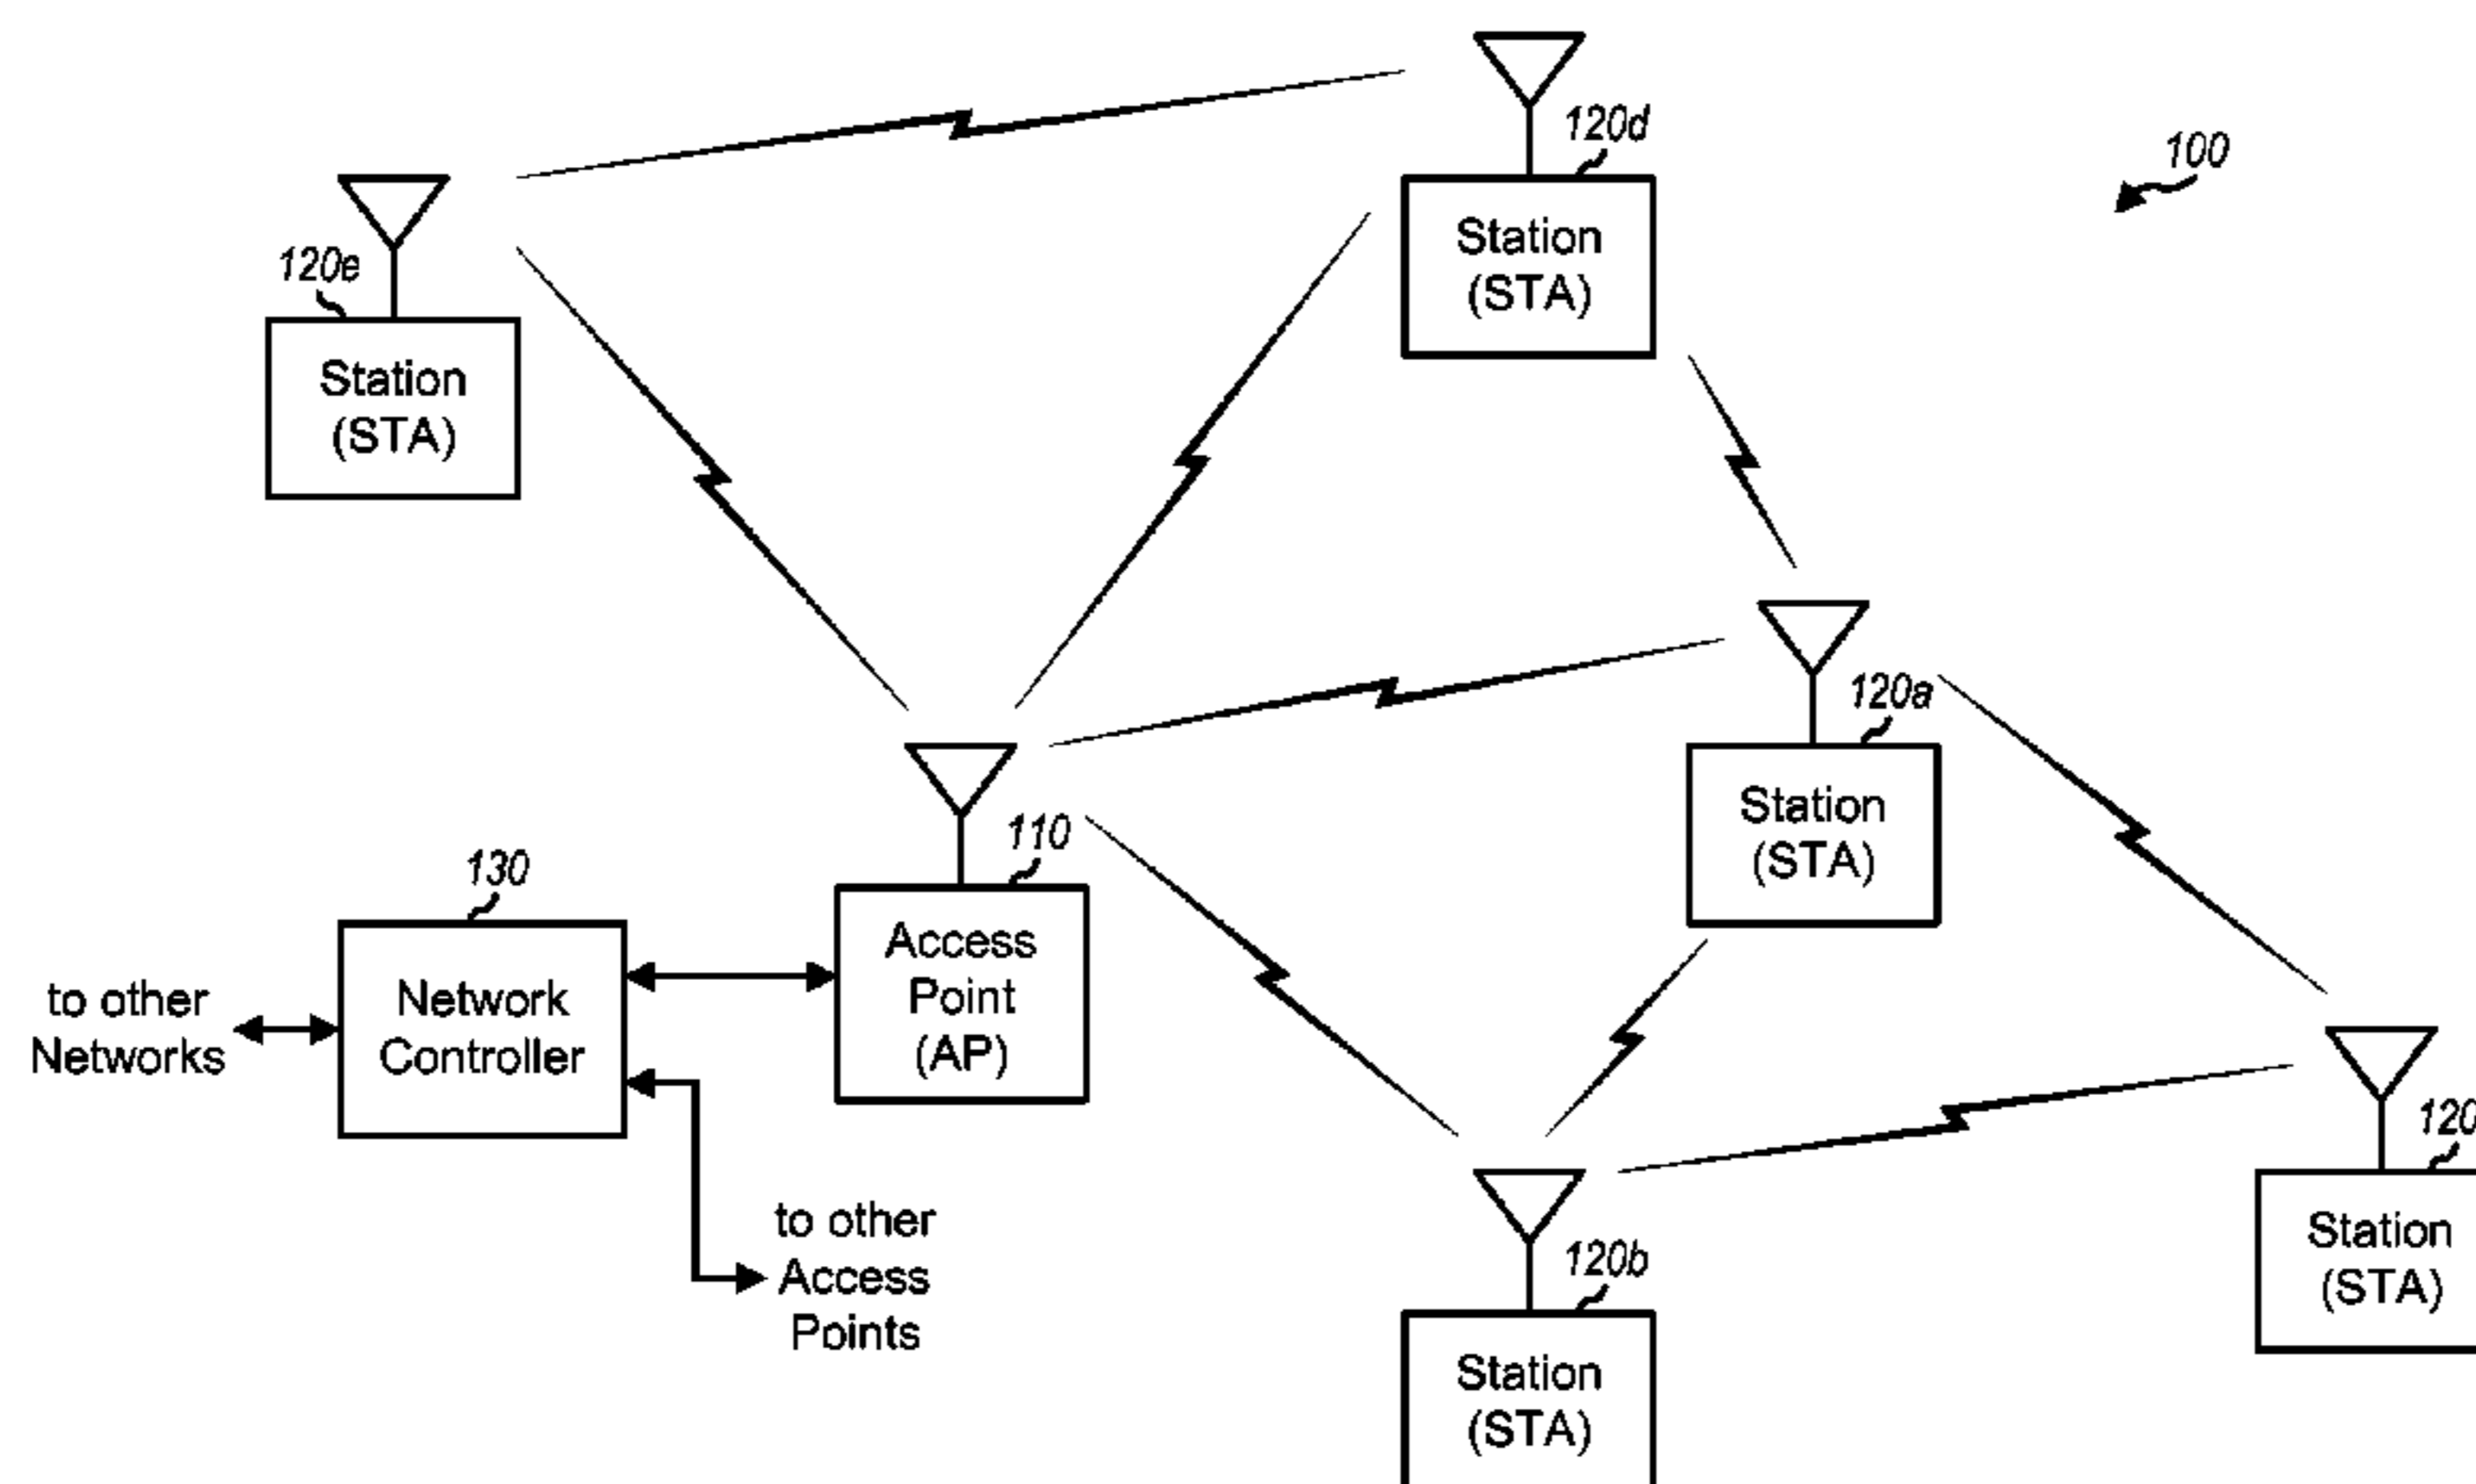 120d
100
120e
Station
(STA)
Station
(STA)
120a
Station
(STA)
110
130
Access
Point
(AP)
to other
Networks
Network
Controller
120
Station
(STA)
to other
Access
Points
120b
Station
(STA)